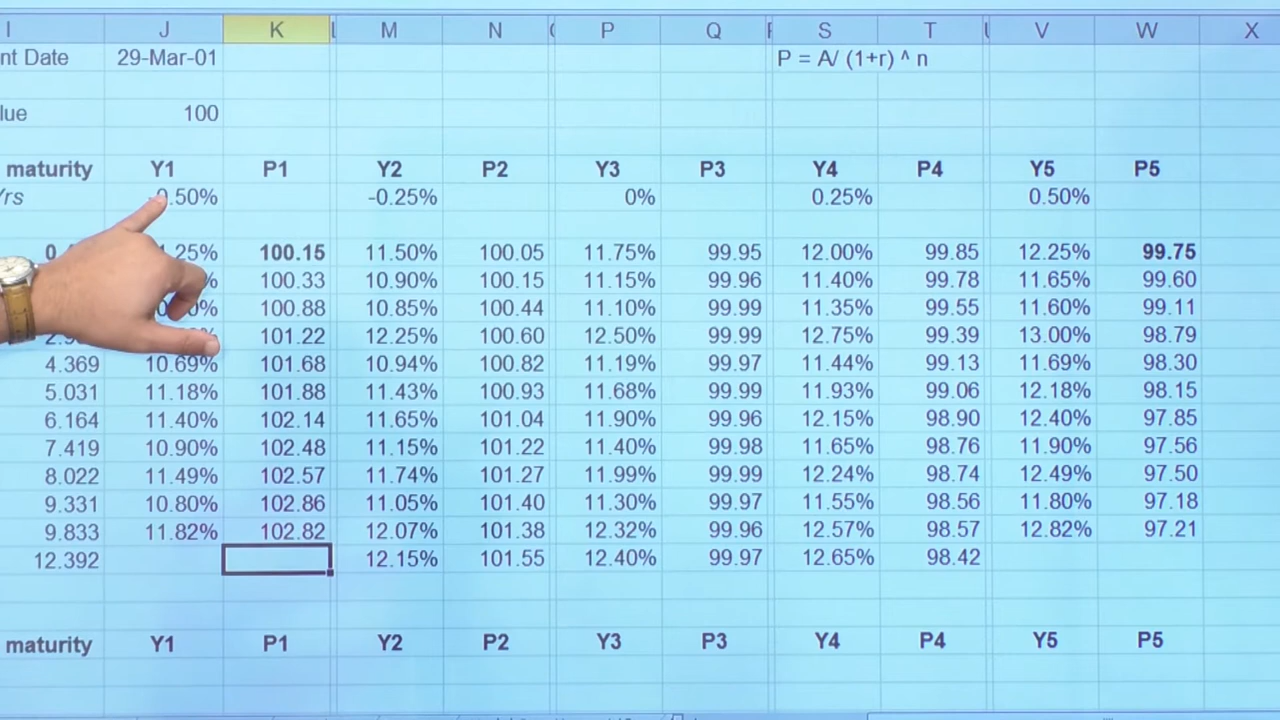 I J K L M N P Q S T V W X
nt Date 29-Mar-01 P = A/ (1+r) ^ n
lue 100
maturity Y1 P1 Y2 P2 Y3 P3 Y4 P4 Y5 P5
Yrs 0.50% -0.25% 0% 0.25% 0.50%
0. .25% 100.15 11.50% 100.05 11.75% 99.95 12.00% 99.85 12.25% 99.75
100.33 10.90% 100.15 11.15% 99.96 11.40% 99.78 11.65% 99.60
100.88 10.85% 100.44 11.10% 99.99 11.35% 99.55 11.60% 99.11
101.22 12.25% 100.60 12.50% 99.99 12.75% 99.39 13.00% 98.79
4.369 10.69% 101.68 10.94% 100.82 11.19% 99.97 11.44% 99.13 11.69% 98.30
5.031 11.18% 101.88 11.43% 100.93 11.68% 99.99 11.93% 99.06 12.18% 98.15
6.164 11.40% 102.14 11.65% 101.04 11.90% 99.96 12.15% 98.90 12.40% 97.85
7.419 10.90% 102.48 11.15% 101.22 11.40% 99.98 11.65% 98.76 11.90% 97.56
8.022 11.49% 102.57 11.74% 101.27 11.99% 99.99 12.24% 98.74 12.49% 97.50
9.331 10.80% 102.86 11.05% 101.40 11.30% 99.97 11.55% 98.56 11.80% 97.18
9.833 11.82% 102.82 12.07% 101.38 12.32% 99.96 12.57% 98.57 12.82% 97.21
12.392 12.15% 101.55 12.40% 99.97 12.65% 98.42
maturity Y1 P1 Y2 P2 Y3 P3 Y4 P4 Y5 P5